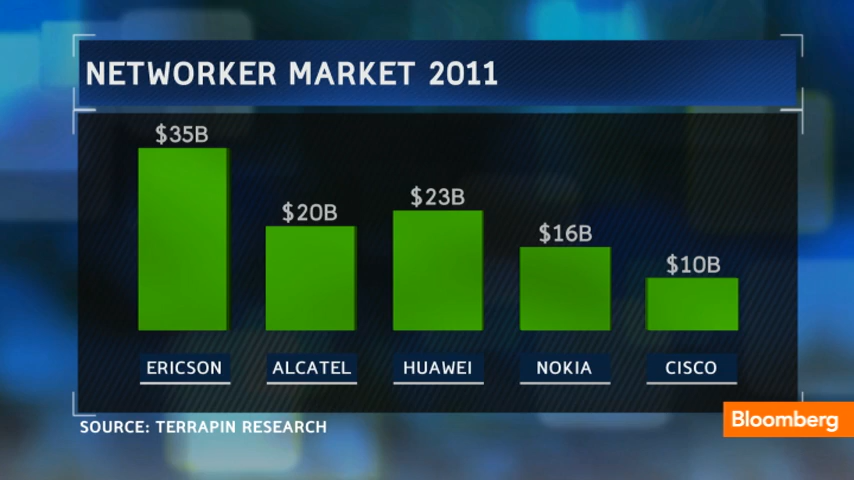 NETWORKER MARKET 2011
$35B
$20B
$23B
$16B
$10B
ERICSON
ALCATEL
HUAWEI
NOKIA
CISCO
SOURCE: TERRAPIN RESEARCH
Bloomberg